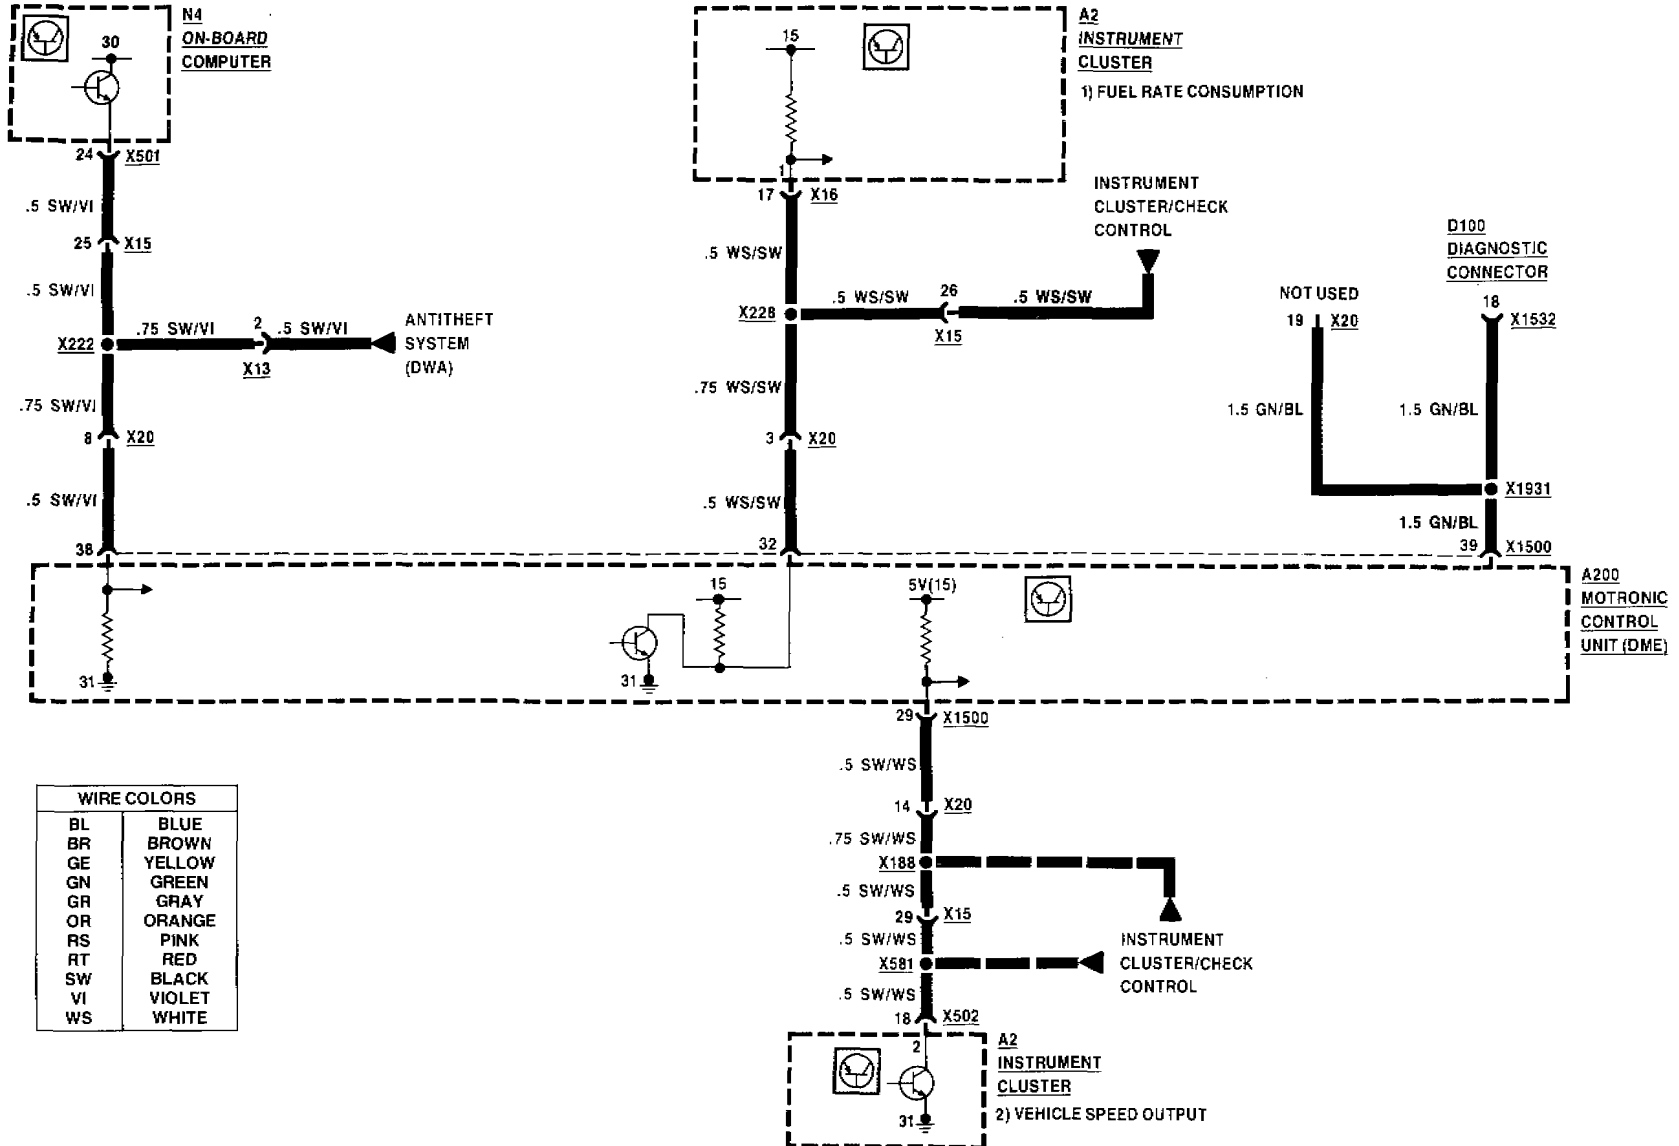 N4
ON-BOARD
COMPUTER
30
24 X501
.5 SW/VI
25 X15
.5 SW/VI
X222
.75 SW/VI
2
X13
.5 SW/VI
ANTITHEFT
SYSTEM
(DWA)
.75 SW/VI
8 X20
.5 SW/VI
38
A2
INSTRUMENT
CLUSTER
1) FUEL RATE CONSUMPTION
15
1
17 X16
.5 WS/SW
X228
.5 WS/SW
26
X15
.5 WS/SW
INSTRUMENT
CLUSTER/CHECK
CONTROL
.75 WS/SW
3 X20
.5 WS/SW
32
D100
DIAGNOSTIC
CONNECTOR
NOT USED
19 X20
18
X1532
1.5 GN/BL
1.5 GN/BL
X1931
1.5 GN/BL
39 X1500
A200
MOTRONIC
CONTROL
UNIT (DME)
31
15
31
5V(15)
29 X1500
.5 SW/WS
14 X20
.75 SW/WS
X188
.5 SW/WS
29 X15
.5 SW/WS
X581
INSTRUMENT
CLUSTER/CHECK
CONTROL
.5 SW/WS
18 X502
2
31
A2
INSTRUMENT
CLUSTER
2) VEHICLE SPEED OUTPUT
WIRE COLORS
BL BLUE
BR BROWN
GE YELLOW
GN GREEN
GR GRAY
OR ORANGE
RS PINK
RT RED
SW BLACK
VI VIOLET
WS WHITE